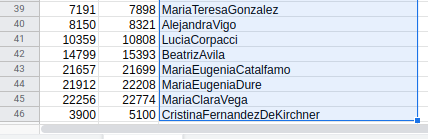 39 7191 7898 MariaTeresaGonzalez
40 8150 8321 AlejandraVigo
41 10359 10808 LuciaCorpacci
42 14799 15393 BeatrizAvila
43 21657 21699 MariaEugeniaCatalfamo
44 21912 22208 MariaEugeniaDure
45 22256 22774 MariaClaraVega
46 3900 5100 CristinaFernandezDeKirchner